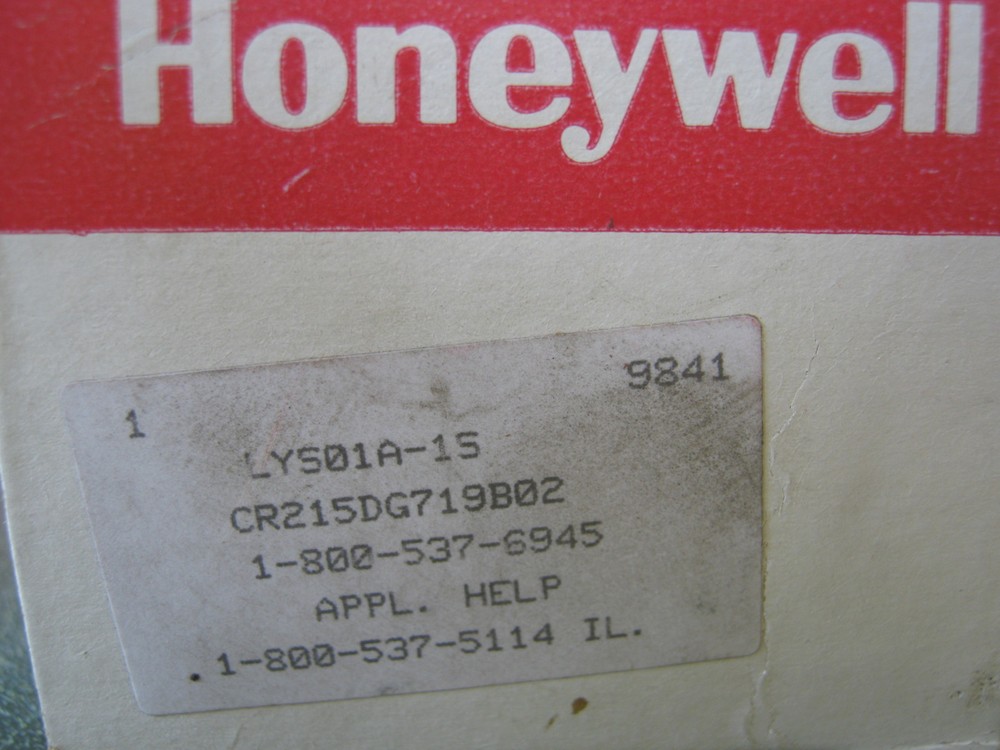 Honeywell
1 9841
LYS01A-1S
CR215DG719B02
1-800-537-6945
APPL. HELP
.1-800-537-5114 IL.